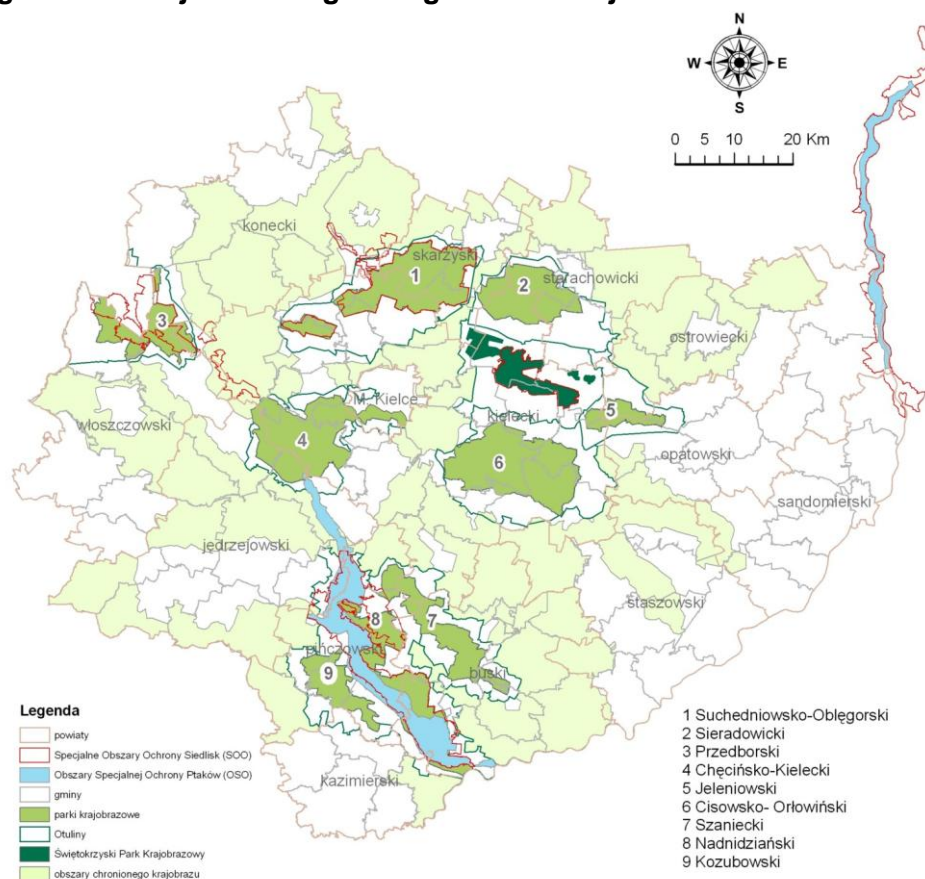 N
W E
S
0 5 10 20 Km
konecki
skarżyski
1
2
starachowicki
3
ostrowiecki
M. Kielce
kielecki
5
włoszczowski
4
6
opatowski
sandomierski
jędrzejowski
staszowski
8
7
pińczowski
9
buski
kazimierski
Legenda
powiaty
Specjalne Obszary Ochrony Siedlisk (SOO)
Obszary Specjalnej Ochrony Ptaków (OSO)
gminy
parki krajobrazowe
Otuliny
Świętokrzyski Park Krajobrazowy
obszary chronionego krajobrazu
1 Suchedniowsko-Oblęgorski
2 Sieradowicki
3 Przedborski
4 Chęcińsko-Kielecki
5 Jeleniowski
6 Cisowsko- Orłowiński
7 Szaniecki
8 Nadnidziański
9 Kozubowski